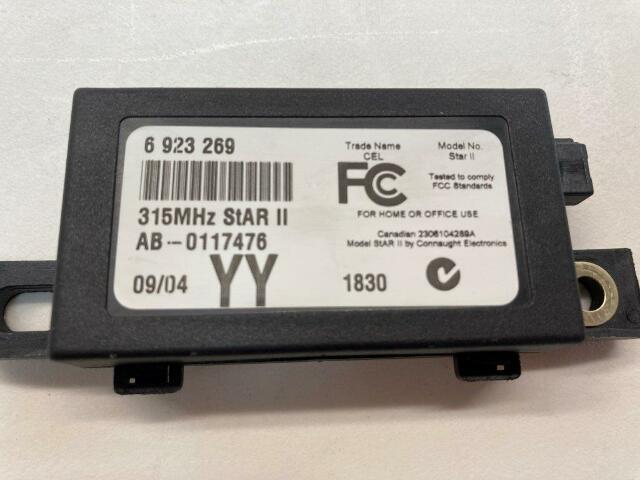 6 923 269
315MHz StAR II
AB--0117476
09/04
YY
Trade Name
CEL
Model No.
Star II
FCC
Tested to comply
FCC Standards
FOR HOME OR OFFICE USE
Canadian 2306104289A
Model StAR II by Connaught Electronics
1830